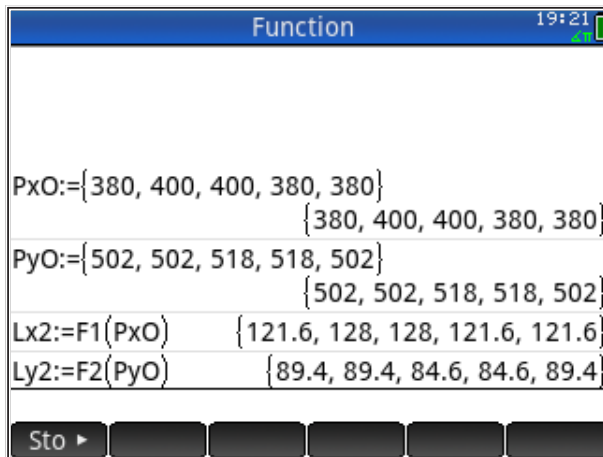 Function
19:21
∡π
PxO:={380, 400, 400, 380, 380}
{380, 400, 400, 380, 380}
PyO:={502, 502, 518, 518, 502}
{502, 502, 518, 518, 502}
Lx2:=F1(PxO) {121.6, 128, 128, 121.6, 121.6}
Ly2:=F2(PyO) {89.4, 89.4, 84.6, 84.6, 89.4}
Sto ►